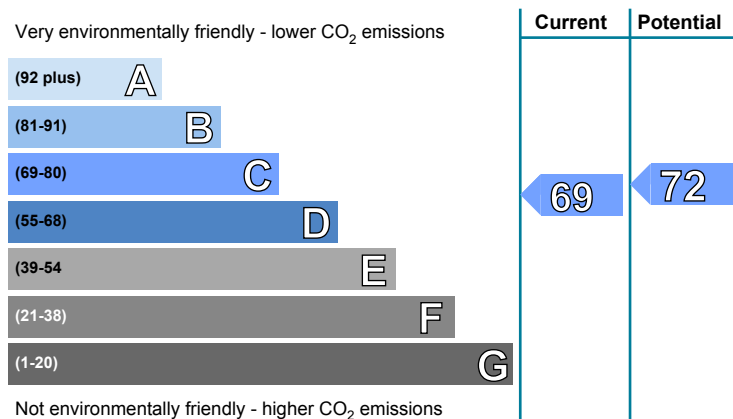 Very environmentally friendly - lower CO2 emissions
Current
Potential
(92 plus) A
(81-91) B
(69-80) C
(55-68) D
(39-54 E
(21-38) F
(1-20) G
69
72
Not environmentally friendly - higher CO2 emissions